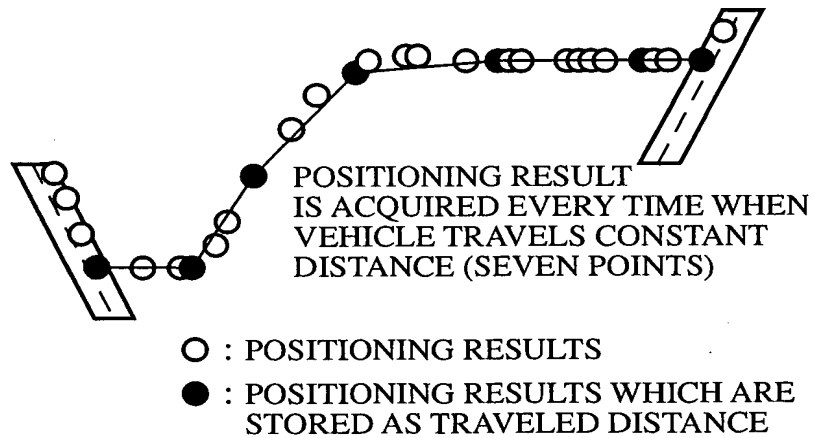 POSITIONING RESULT
IS ACQUIRED EVERY TIME WHEN
VEHICLE TRAVELS CONSTANT
DISTANCE (SEVEN POINTS)
: POSITIONING RESULTS
: POSITIONING RESULTS WHICH ARE
STORED AS TRAVELED DISTANCE